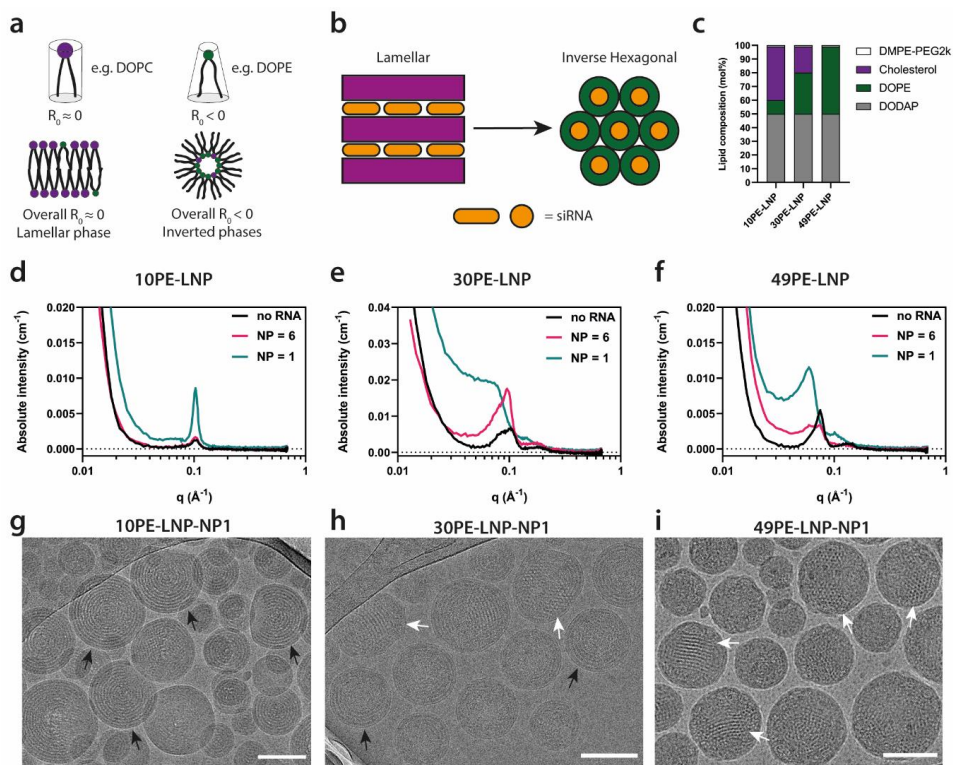 a
e.g. DOPC
e.g. DOPE
R₀ ≈ 0
R₀ < 0
Overall R₀ ≈ 0
Lamellar phase
Overall R₀ < 0
Inverted phases
b
Lamellar
Inverse Hexagonal
= siRNA
c
Lipid composition (mol%)
100
90
80
70
60
50
40
30
20
10
0
10PE-LNP
30PE-LNP
49PE-LNP
DMPE-PEG2k
Cholesterol
DOPE
DODAP
d
10PE-LNP
Absolute intensity (cm⁻¹)
0.020
0.015
0.010
0.005
0.000
0.01
0.1
1
q (Å⁻¹)
no RNA
NP = 6
NP = 1
e
30PE-LNP
Absolute intensity (cm⁻¹)
0.04
0.03
0.02
0.01
0.00
0.01
0.1
1
q (Å⁻¹)
no RNA
NP = 6
NP = 1
f
49PE-LNP
Absolute intensity (cm⁻¹)
0.020
0.015
0.010
0.005
0.000
0.01
0.1
1
q (Å⁻¹)
no RNA
NP = 6
NP = 1
g
10PE-LNP-NP1
h
30PE-LNP-NP1
i
49PE-LNP-NP1